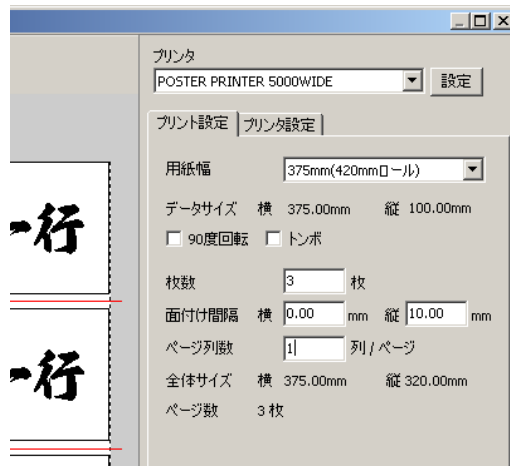 プリンタ
POSTER PRINTER 5000WIDE 設定
プリント設定 プリンタ設定
用紙幅 375mm(420mmロール)
データサイズ 横 375.00mm 縦 100.00mm
90度回転 トンボ
枚数 3 枚
面付け間隔 横 0.00 mm 縦 10.00 mm
ページ列数 1 列 / ページ
全体サイズ 横 375.00mm 縦 320.00mm
ページ数 3 枚
一行
一行